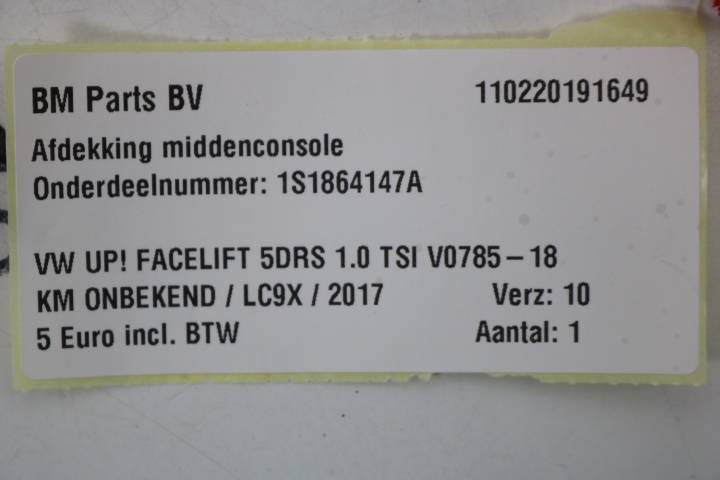 BM Parts BV 110220191649
Afdekking middenconsole
Onderdeelnummer: 1S1864147A
VW UP! FACELIFT 5DRS 1.0 TSI V0785-18
KM ONBEKEND / LC9X / 2017 Verz: 10
5 Euro incl. BTW Aantal: 1